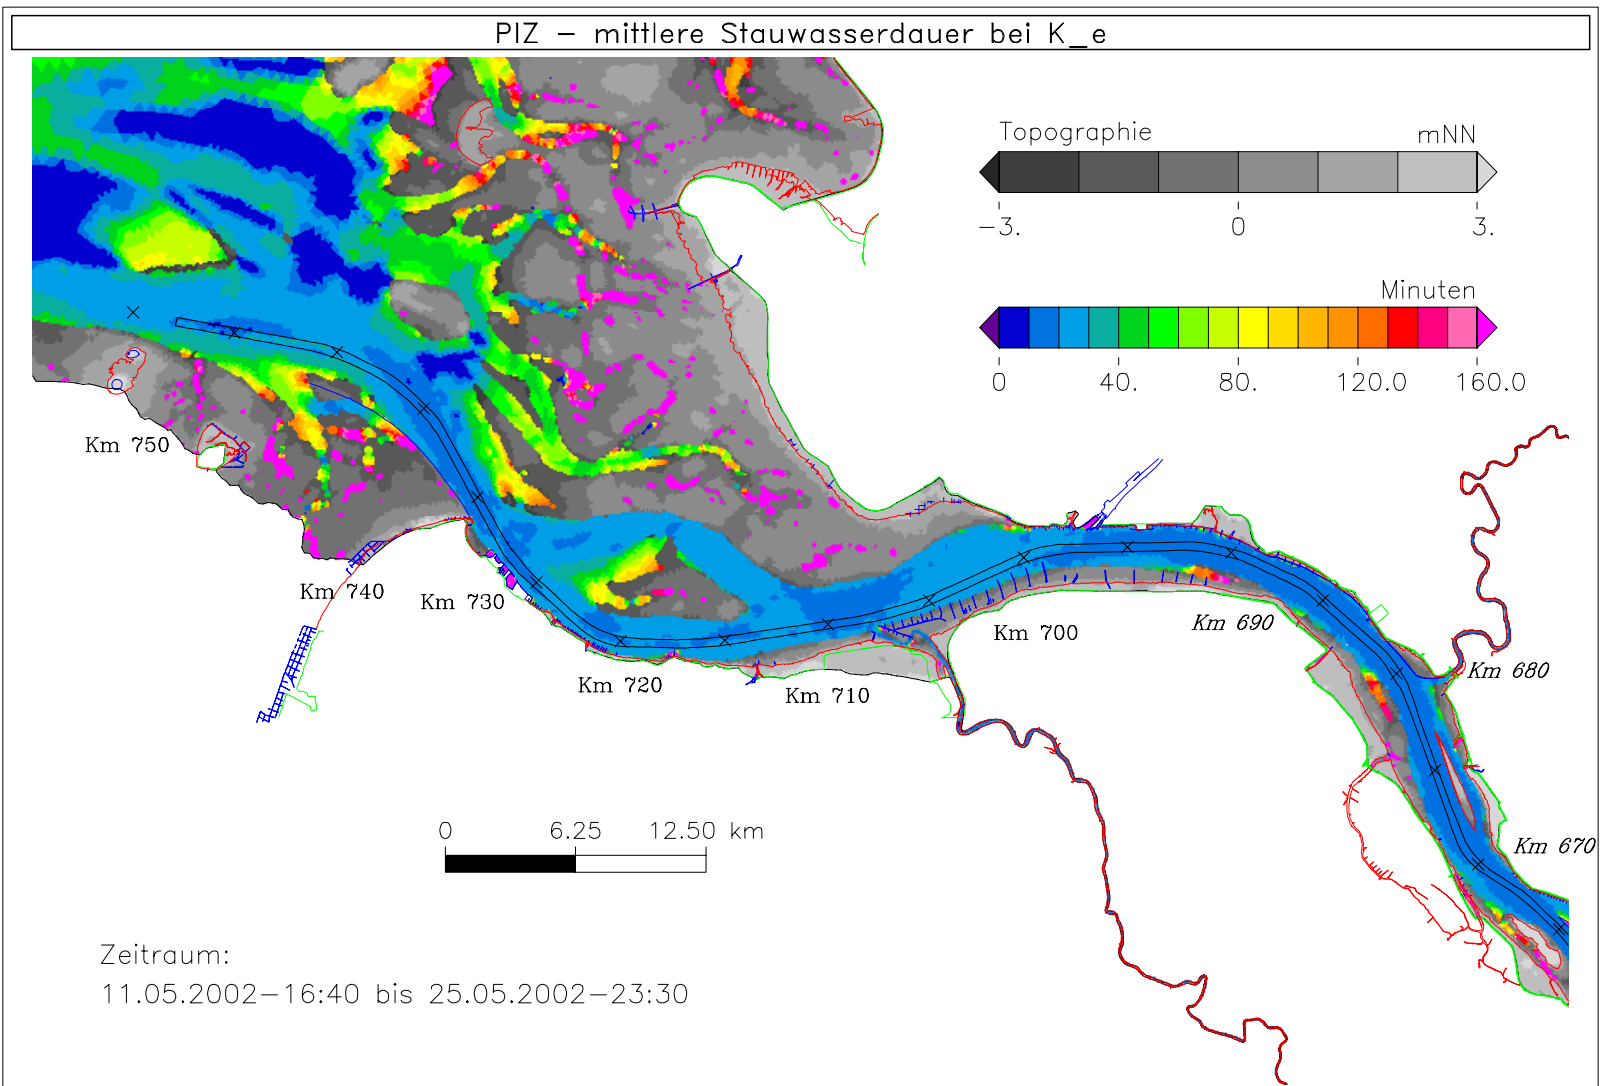 PIZ – mittlere Stauwasserdauer bei K_e
Topographie mNN
−3. 0 3.
Minuten
0 40. 80. 120.0 160.0
Km 750
Km 740
Km 730
Km 720
Km 710
Km 700
Km 690
Km 680
Km 670
0 6.25 12.50 km
Zeitraum:
11.05.2002−16:40 bis 25.05.2002−23:30